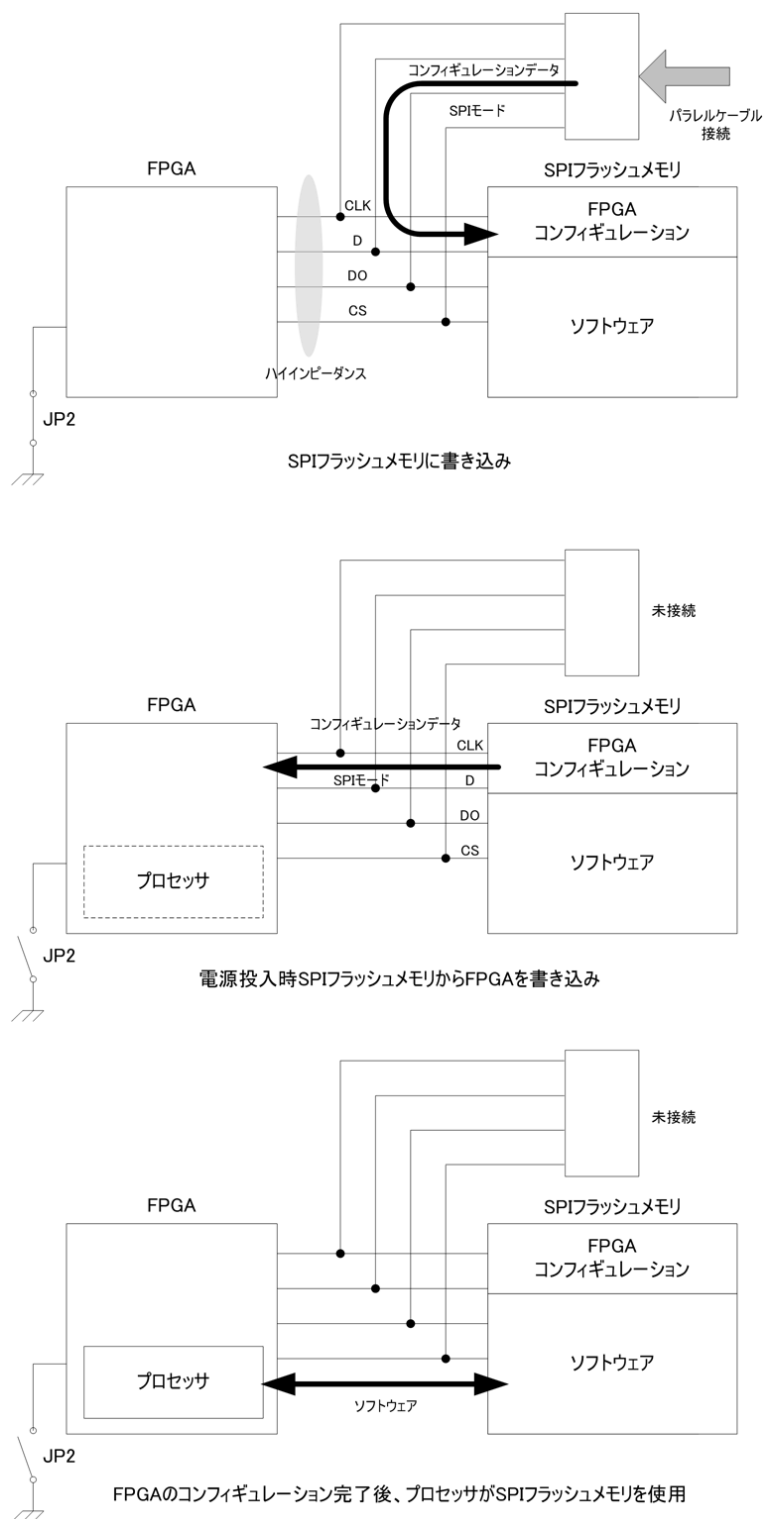 コンフィギュレーションデータ
SPIモード
パラレルケーブル
接続
FPGA
SPIフラッシュメモリ
CLK
D
DO
CS
FPGA
コンフィギュレーション
ソフトウェア
ハイインピーダンス
JP2
SPIフラッシュメモリに書き込み
未接続
FPGA
SPIフラッシュメモリ
コンフィギュレーションデータ
CLK
SPIモード
D
DO
CS
FPGA
コンフィギュレーション
プロセッサ
ソフトウェア
JP2
電源投入時SPIフラッシュメモリからFPGAを書き込み
未接続
FPGA
SPIフラッシュメモリ
FPGA
コンフィギュレーション
プロセッサ
ソフトウェア
ソフトウェア
JP2
FPGAのコンフィギュレーション完了後、プロセッサがSPIフラッシュメモリを使用